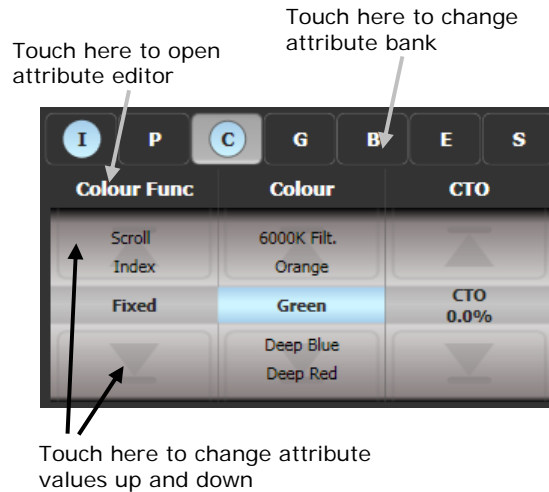 Touch here to change
attribute bank
Touch here to open
attribute editor
I P C G B E S
Colour Func Colour CTO
Scroll 6000K Filt.
Index Orange
Fixed Green CTO
0.0%
Deep Blue
Deep Red
Touch here to change attribute
values up and down